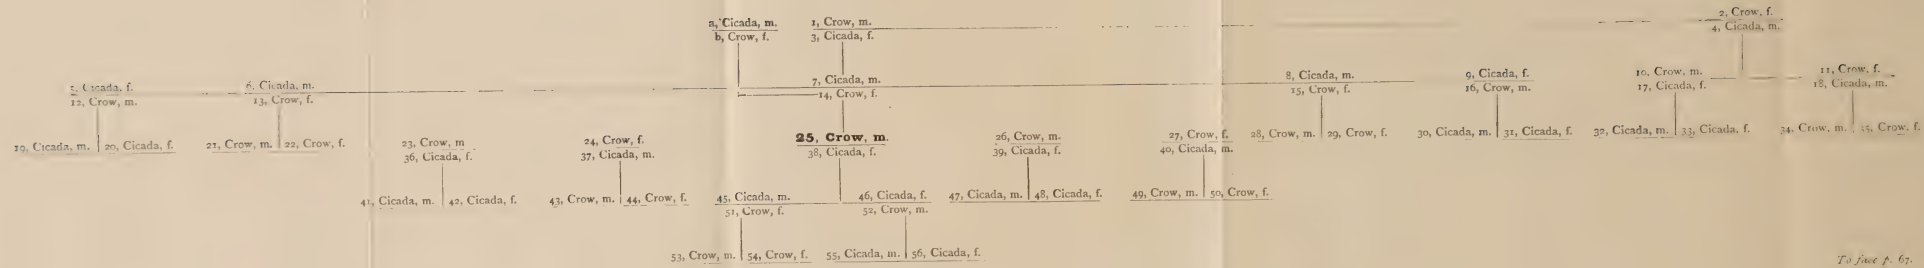 a, Cicada, m. 1, Crow, m. 2, Crow, f.
b, Crow, f. 3, Cicada, f. 4, Cicada, m.
5, Cicada, f. 6, Cicada, m. 7, Cicada, m. 8, Cicada, m. 9, Cicada, f. 10, Crow, m. 11, Crow, f.
12, Crow, m. 13, Crow, f. 14, Crow, f. 15, Crow, f. 16, Crow, m. 17, Cicada, f. 18, Cicada, m.
19, Cicada, m. 20, Cicada, f. 21, Crow, m. 22, Crow, f. 23, Crow, m 24, Crow, f. 25, Crow, m. 26, Crow, m. 27, Crow, f. 28, Crow, m. 29, Crow, f. 30, Cicada, m. 31, Cicada, f. 32, Cicada, m. 33, Cicada, f. 34, Crow, m. 35, Crow, f.
36, Cicada, f. 37, Cicada, m. 38, Cicada, f. 39, Cicada, f. 40, Cicada, m.
41, Cicada, m. 42, Cicada, f. 43, Crow, m. 44, Crow, f. 45, Cicada, m. 46, Cicada, f. 47, Cicada, m. 48, Cicada, f. 49, Crow, m. 50, Crow, f.
51, Crow, f. 52, Crow, m.
53, Crow, m. 54, Crow, f. 55, Cicada, m. 56, Cicada, f.
To face p. 67.